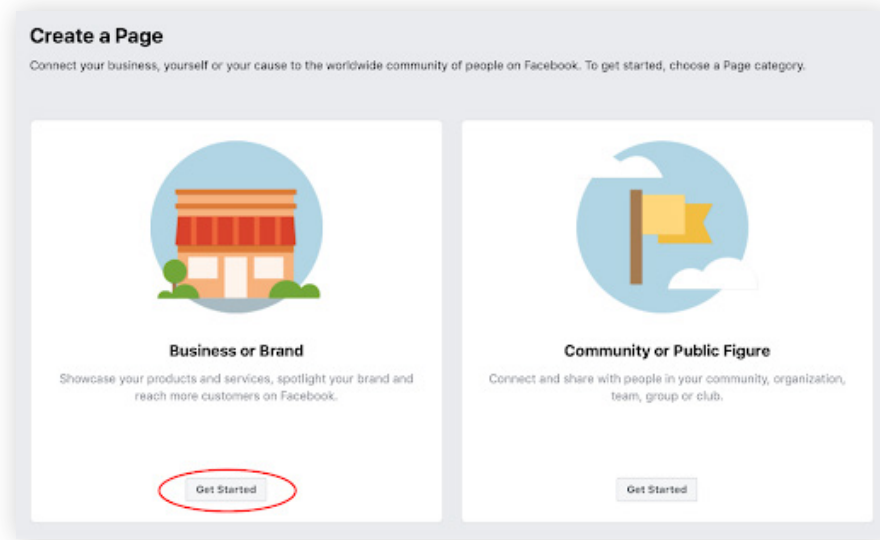 Create a Page
Connect your business, yourself or your cause to the worldwide community of people on Facebook. To get started, choose a Page category.
Business or Brand
Showcase your products and services, spotlight your brand and
reach more customers on Facebook.
Get Started
Community or Public Figure
Connect and share with people in your community, organization,
team, group or club.
Get Started